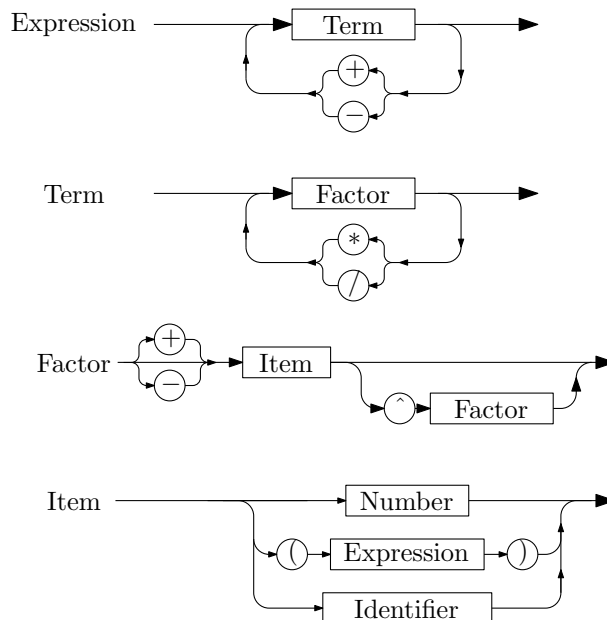 Expression Term
+
−
Term Factor
*
/
+
Factor Item
−
^ Factor
Item Number
( Expression )
Identifier